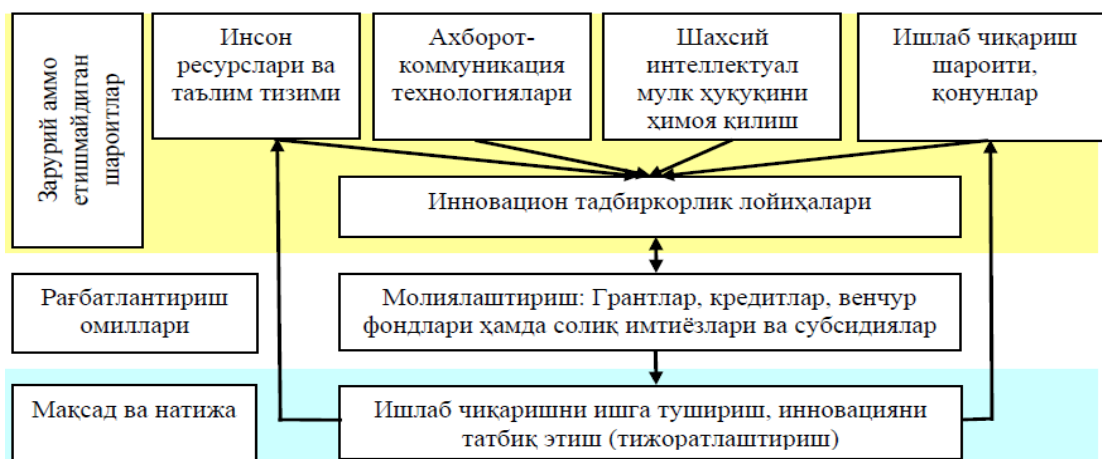 Зарурий аммо
етишмайдиган
шароитлар
Инсон
ресурслари ва
таълим тизими
Ахборот-
коммуникация
технологиялари
Шахсий
интеллектуал
мулк ҳуқуқини
ҳимоя қилиш
Ишлаб чиқариш
шароити,
қонунлар
Инновацион тадбиркорлик лойиҳалари
Рағбатлантириш
омиллари
Молиялаштириш: Грантлар, кредитлар, венчур
фондлари ҳамда солиқ имтиёзлари ва субсидиялар
Мақсад ва натижа
Ишлаб чиқаришни ишга тушириш, инновацияни
татбиқ этиш (тижоратлаштириш)